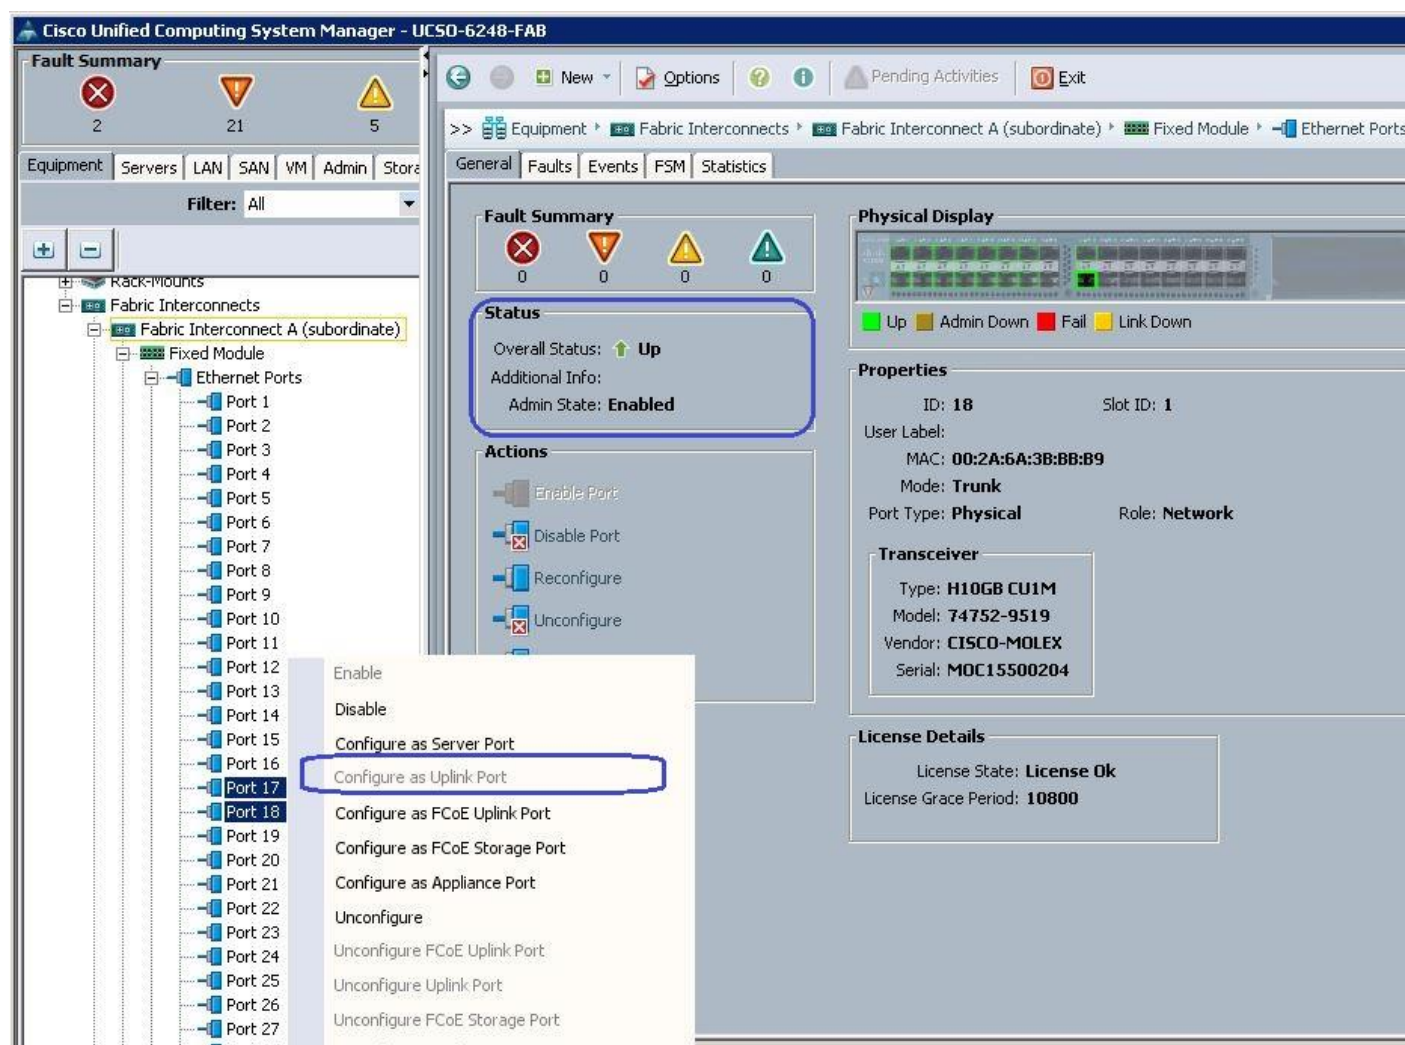 Cisco Unified Computing System Manager - UCSO-6248-FAB
Fault Summary
2 21 5
Equipment Servers LAN SAN VM Admin Stora
Filter: All
New Options Pending Activities Exit
>> Equipment Fabric Interconnects Fabric Interconnect A (subordinate) Fixed Module Ethernet Ports
General Faults Events FSM Statistics
Rack-Mounts
Fabric Interconnects
Fabric Interconnect A (subordinate)
Fixed Module
Ethernet Ports
Port 1
Port 2
Port 3
Port 4
Port 5
Port 6
Port 7
Port 8
Port 9
Port 10
Port 11
Port 12
Port 13
Port 14
Port 15
Port 16
Port 17
Port 18
Port 19
Port 20
Port 21
Port 22
Port 23
Port 24
Port 25
Port 26
Port 27
Enable
Disable
Configure as Server Port
Configure as Uplink Port
Configure as FCoE Uplink Port
Configure as FCoE Storage Port
Configure as Appliance Port
Unconfigure
Unconfigure FCoE Uplink Port
Unconfigure Uplink Port
Unconfigure FCoE Storage Port
Fault Summary
0 0 0 0
Status
Overall Status: Up
Additional Info:
Admin State: Enabled
Actions
Enable Port
Disable Port
Reconfigure
Unconfigure
Physical Display
Up Admin Down Fail Link Down
Properties
ID: 18 Slot ID: 1
User Label:
MAC: 00:2A:6A:3B:BB:B9
Mode: Trunk
Port Type: Physical Role: Network
Transceiver
Type: H10GB CU1M
Model: 74752-9519
Vendor: CISCO-MOLEX
Serial: MOC15500204
License Details
License State: License Ok
License Grace Period: 10800